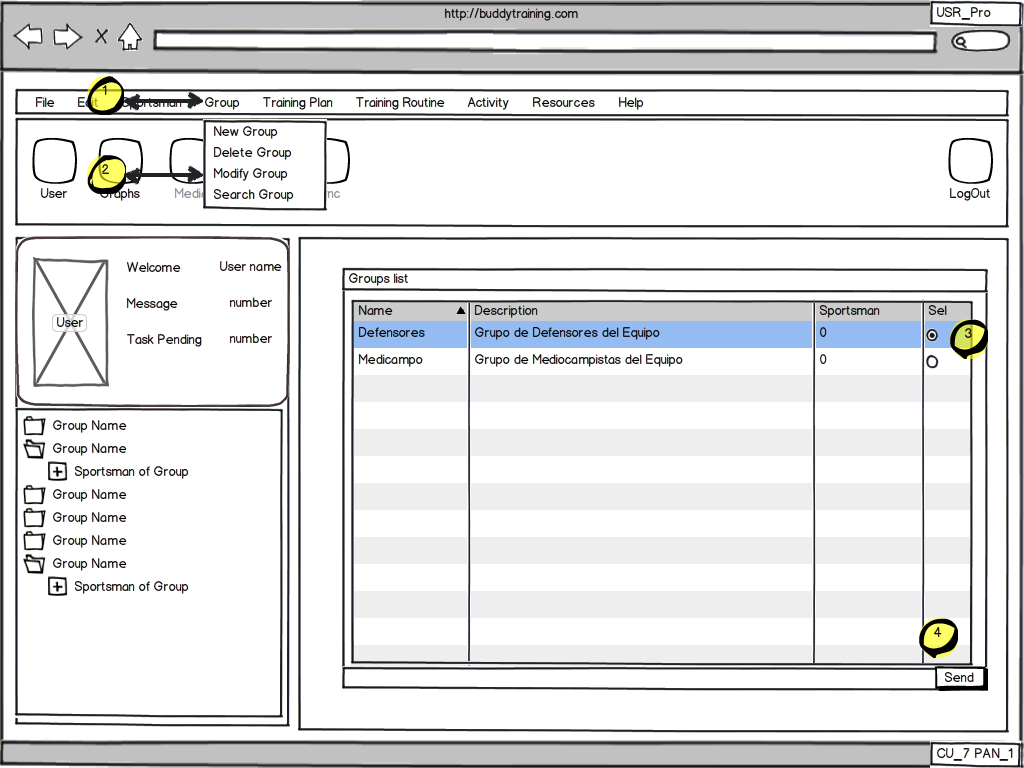 http://buddytraining.com
USR_Pro
File Edit Sportsman Group Training Plan Training Routine Activity Resources Help
1
New Group
Delete Group
Modify Group
Search Group
2
User
Graphs
LogOut
User
Welcome User name
Message number
Task Pending number
Group Name
Group Name
Sportsman of Group
Group Name
Group Name
Group Name
Group Name
Sportsman of Group
Groups list
Name Description Sportsman Sel
Defensores Grupo de Defensores del Equipo 0
3
Medicampo Grupo de Mediocampistas del Equipo 0
4
Send
CU_7 PAN_1